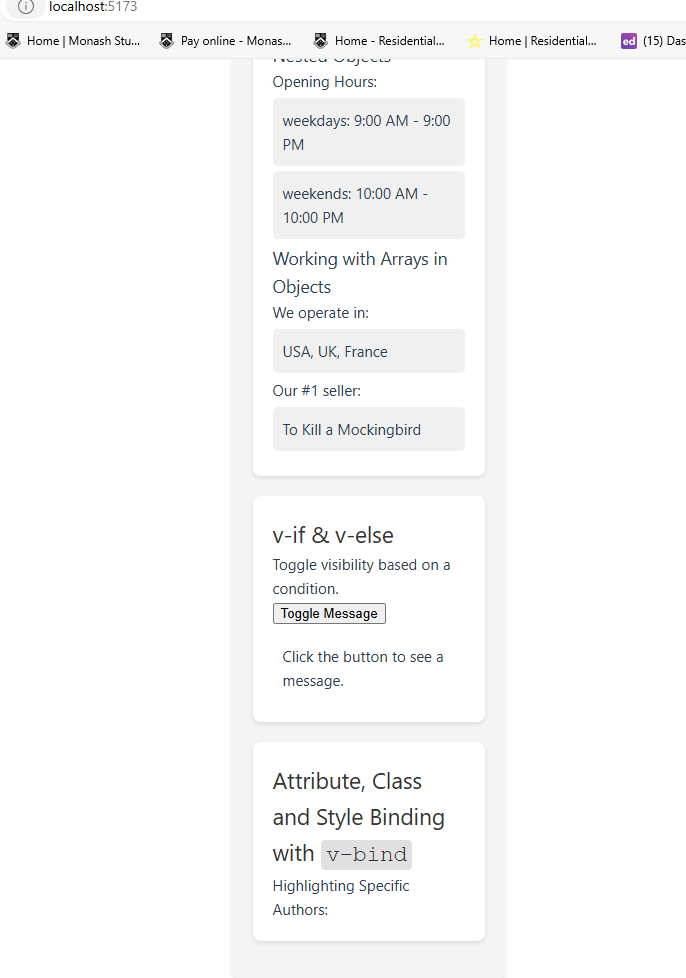 localhost:5173
Home | Monash Stu... Pay online - Monas... Home - Residential... Home | Residential... ed (15) Das
Nested Objects
Opening Hours:
weekdays: 9:00 AM - 9:00
PM
weekends: 10:00 AM -
10:00 PM
Working with Arrays in
Objects
We operate in:
USA, UK, France
Our #1 seller:
To Kill a Mockingbird
v-if & v-else
Toggle visibility based on a
condition.
Toggle Message
Click the button to see a
message.
Attribute, Class
and Style Binding
with v-bind
Highlighting Specific
Authors: